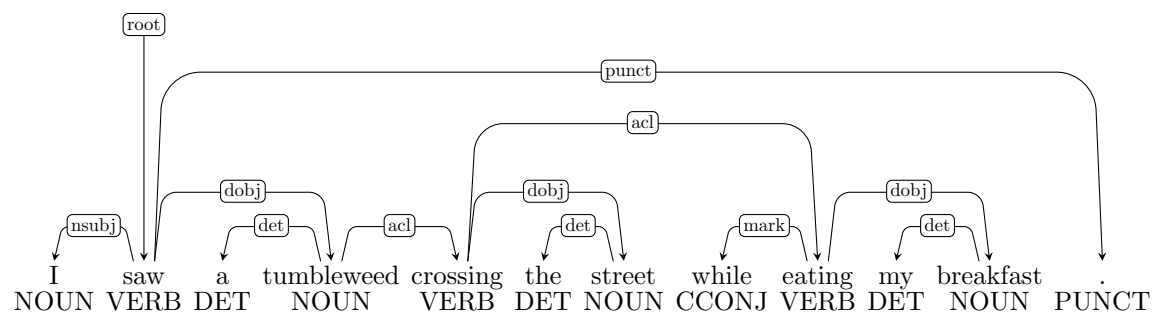 root
punct
acl
dobj dobj dobj
nsubj det acl det mark det
I saw a tumbleweed crossing the street while eating my breakfast .
NOUN VERB DET NOUN VERB DET NOUN CCONJ VERB DET NOUN PUNCT